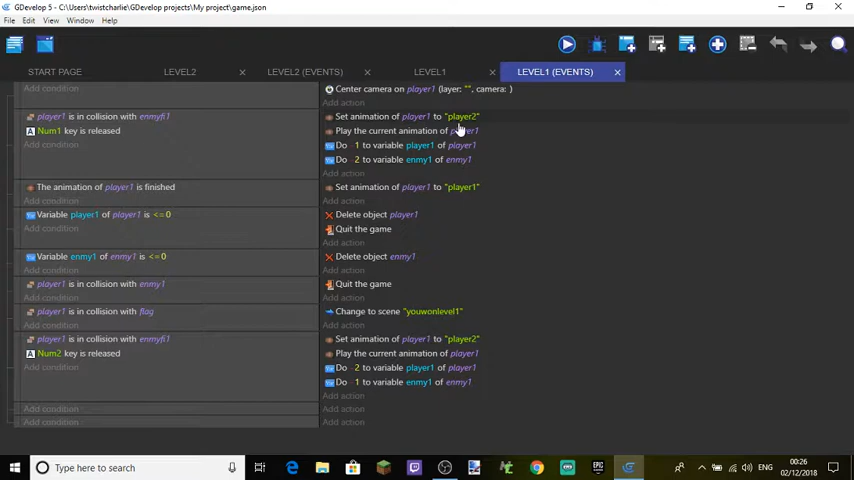 GDevelop 5 - C:\Users\twistcharlie\GDevelop projects\My project\game.json
File Edit View Window Help
START PAGE LEVEL2 LEVEL2 (EVENTS) LEVEL1 LEVEL1 (EVENTS)
Add condition Center camera on player1 (layer: "", camera: )
Add action
player1 is in collision with enmyfi1 Set animation of player1 to "player2"
A Num1 key is released Play the current animation of player1
Add condition Var Do -1 to variable player1 of player1
Var Do -2 to variable enmy1 of enmy1
Add action
The animation of player1 is finished Set animation of player1 to "player1"
Add condition Add action
Var Variable player1 of player1 is <= 0 Delete object player1
Add condition Quit the game
Add action
Var Variable enmy1 of enmy1 is <= 0 Delete object enmy1
Add condition Add action
player1 is in collision with enmy1 Quit the game
Add condition Add action
player1 is in collision with flag Change to scene "youwonlevel1"
Add condition Add action
player1 is in collision with enmyfi1 Set animation of player1 to "player2"
A Num2 key is released Play the current animation of player1
Add condition Var Do -2 to variable player1 of player1
Var Do -1 to variable enmy1 of enmy1
Add action
Add condition Add action
Add condition Add action
Type here to search ENG 00:26
02/12/2018